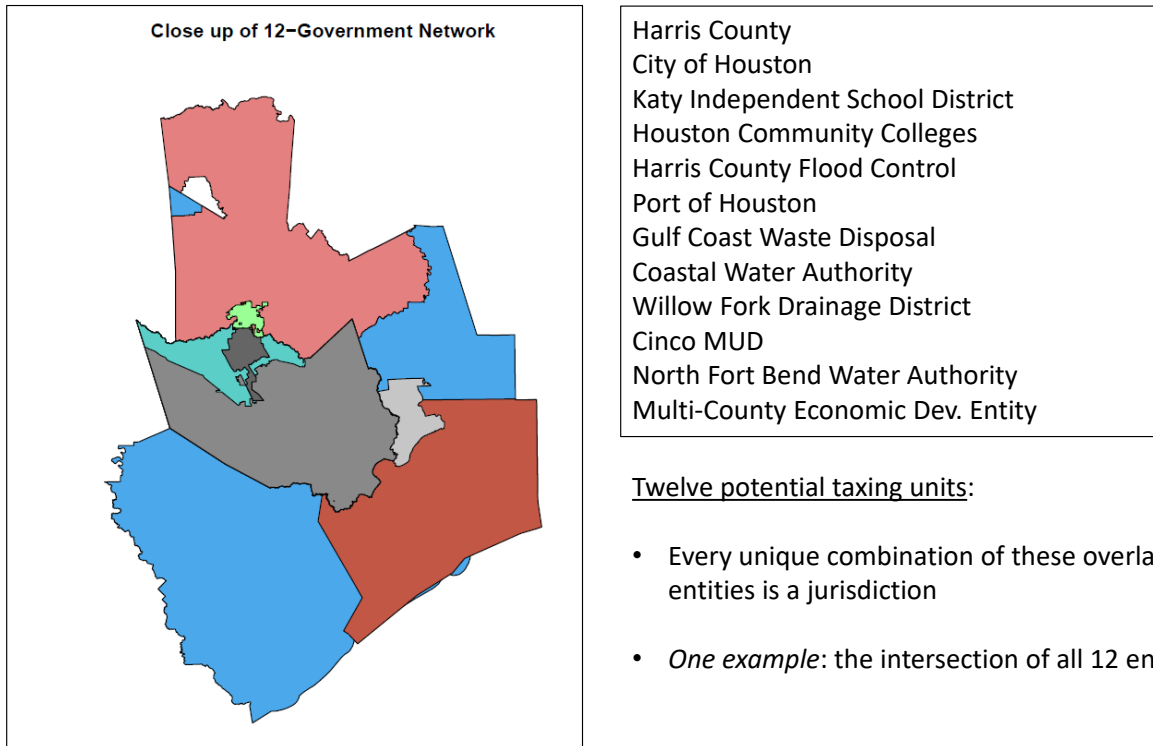 Close up of 12−Government Network
Harris County
City of Houston
Katy Independent School District
Houston Community Colleges
Harris County Flood Control
Port of Houston
Gulf Coast Waste Disposal
Coastal Water Authority
Willow Fork Drainage District
Cinco MUD
North Fort Bend Water Authority
Multi-County Economic Dev. Entity
Twelve potential taxing units:
• Every unique combination of these overla
entities is a jurisdiction
• One example: the intersection of all 12 en